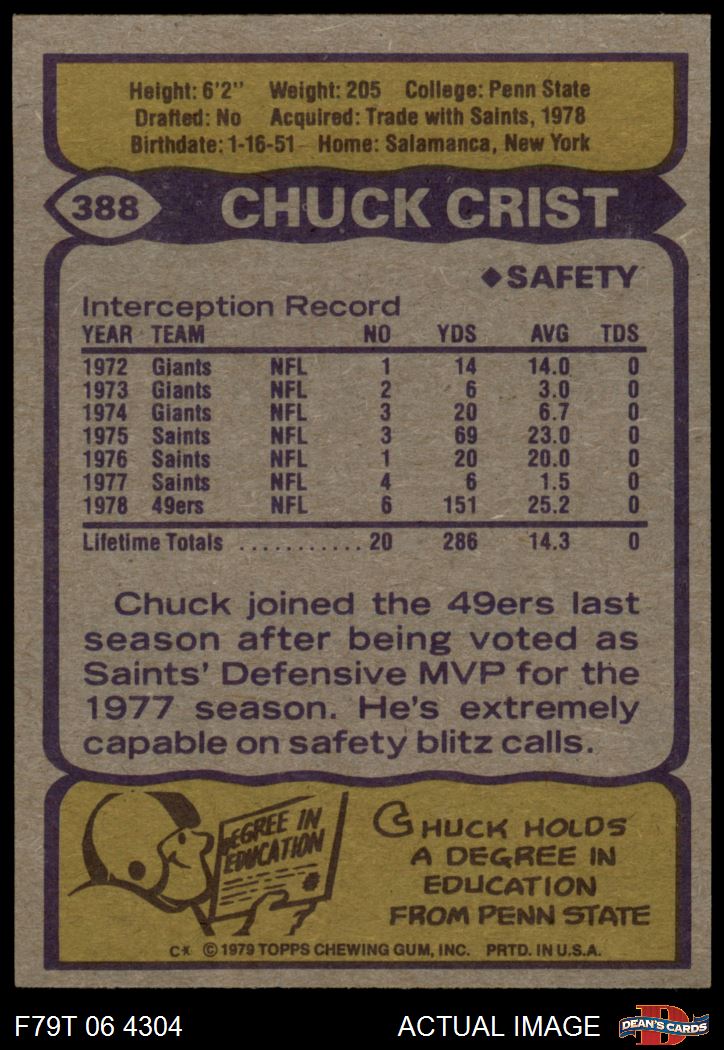 Height: 6'2" Weight: 205 College: Penn State
Drafted: No Acquired: Trade with Saints, 1978
Birthdate: 1-16-51 Home: Salamanca, New York
388 CHUCK CRIST
◆SAFETY
Interception Record
YEAR TEAM NO YDS AVG TDS
1972 Giants NFL 1 14 14.0 0
1973 Giants NFL 2 6 3.0 0
1974 Giants NFL 3 20 6.7 0
1975 Saints NFL 3 69 23.0 0
1976 Saints NFL 1 20 20.0 0
1977 Saints NFL 4 6 1.5 0
1978 49ers NFL 6 151 25.2 0
Lifetime Totals ........... 20 286 14.3 0
Chuck joined the 49ers last
season after being voted as
Saints' Defensive MVP for the
1977 season. He's extremely
capable on safety blitz calls.
DEGREE IN
EDUCATION
CHUCK HOLDS
A DEGREE IN
EDUCATION
FROM PENN STATE
C* © 1979 TOPPS CHEWING GUM, INC. PRTD. IN U.S.A.
F79T 06 4304 ACTUAL IMAGE D DEAN'S CARDS